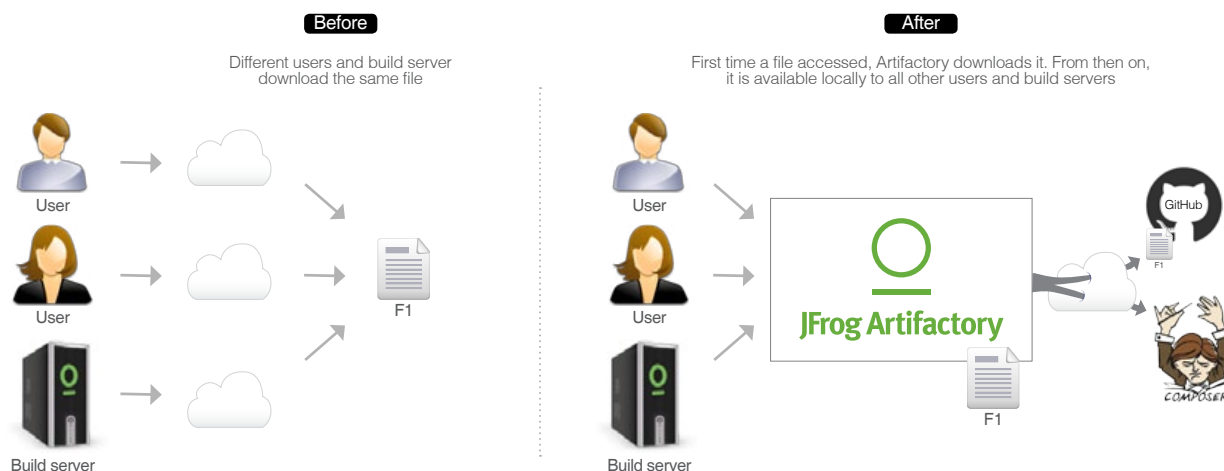 Before
Different users and build server
download the same file
User
User
F1
Build server
After
First time a file accessed, Artifactory downloads it. From then on,
it is available locally to all other users and build servers
User
User
Build server
JFrog Artifactory
F1
GitHub
F1
COMPOSER